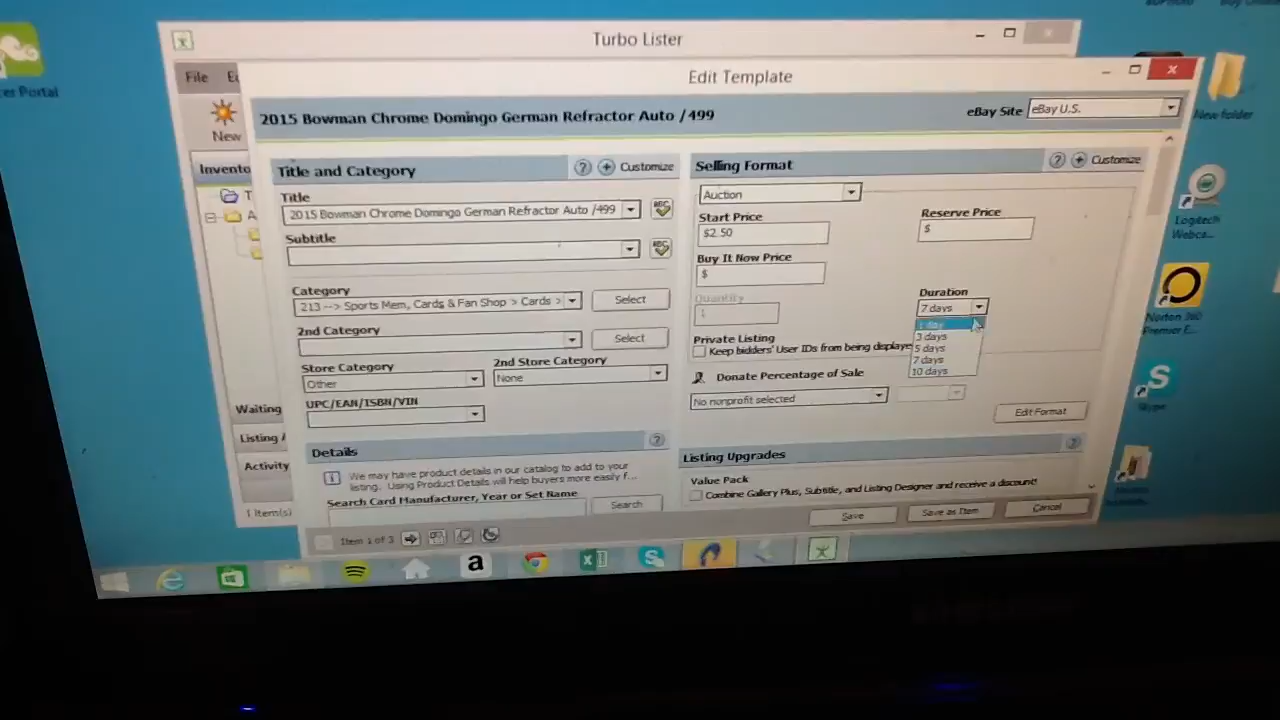 Turbo Lister
er Portal
File
Edit Template
New folder
2015 Bowman Chrome Domingo German Refractor Auto /499
eBay Site
eBay U.S.
New
Title and Category
? Customize
Selling Format
? Customize
Invento
Title
2015 Bowman Chrome Domingo German Refractor Auto /499
ABC
Auction
Start Price
$2.50
Reserve Price
$
Subtitle
ABC
Buy It Now Price
$
Logitech
Webca...
Category
213 --> Sports Mem, Cards & Fan Shop > Cards >
Select
Quantity
1
Duration
7 days
1 day
3 days
5 days
7 days
10 days
2nd Category
Select
Private Listing
Keep bidders' User IDs from being displaye
Norton 360
Premier E...
Store Category
Other
2nd Store Category
None
Donate Percentage of Sale
No nonprofit selected
Skype
UPC/EAN/ISBN/VIN
Edit Format
Waiting
Listing
Activity
Details
?
We may have product details in our catalog to add to your
listing. Using Product Details will help buyers more easily f...
Search Card Manufacturer, Year or Set Name
Search
Listing Upgrades
?
Value Pack
Combine Gallery Plus, Subtitle, and Listing Designer and receive a discount!
1 Item(s)
Item 1 of 3
Save
Save as Item
Cancel
a